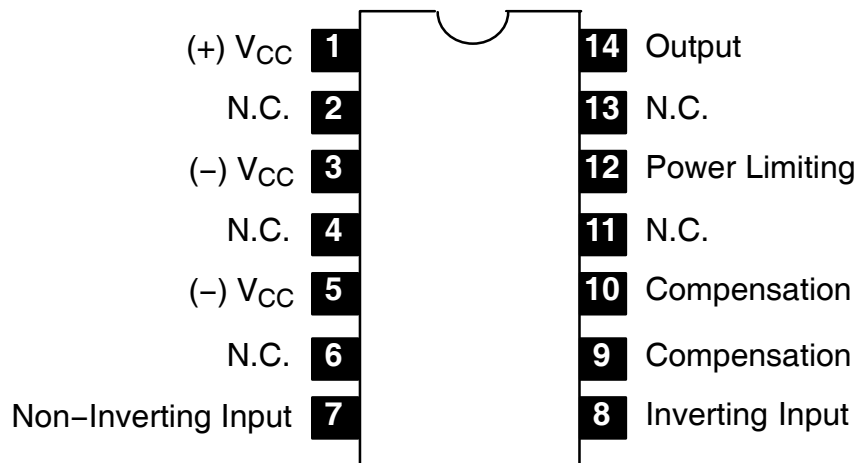 (+) VCC 1 14 Output
N.C. 2 13 N.C.
(−) VCC 3 12 Power Limiting
N.C. 4 11 N.C.
(−) VCC 5 10 Compensation
N.C. 6 9 Compensation
Non−Inverting Input 7 8 Inverting Input